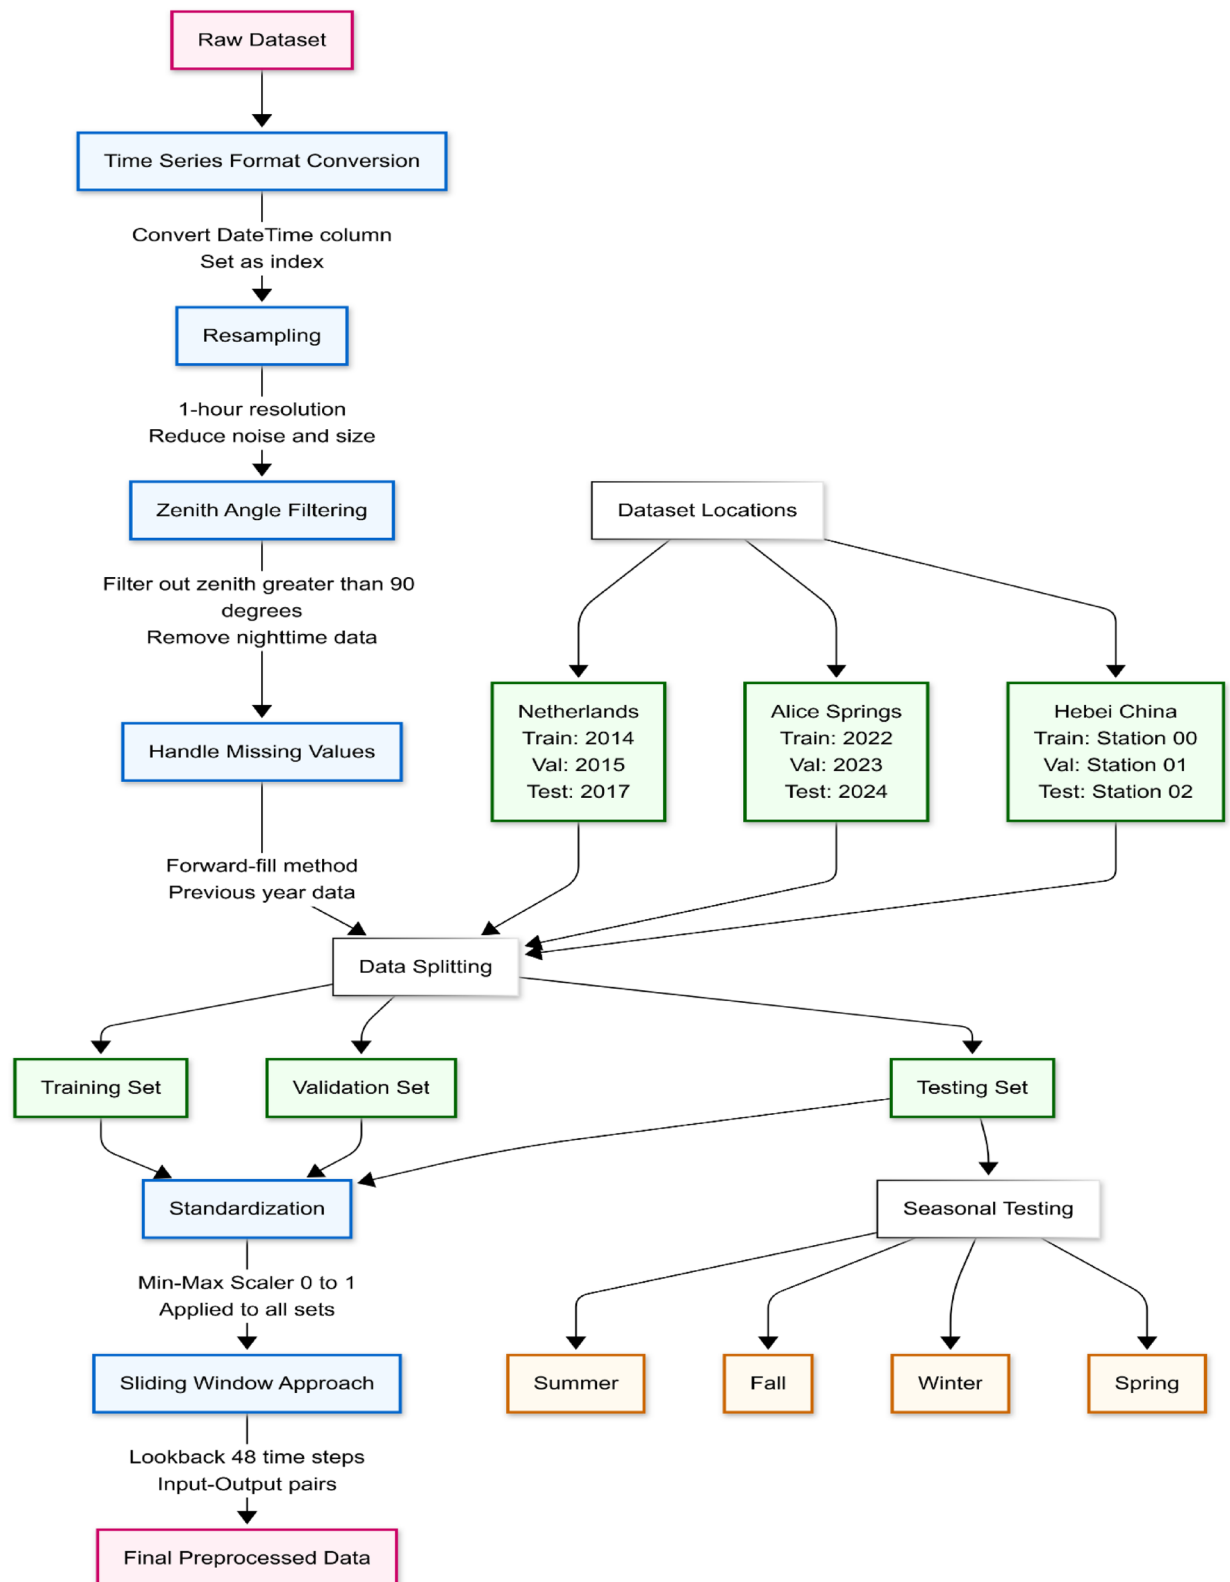 Raw Dataset
Time Series Format Conversion
Convert DateTime column
Set as index
Resampling
1-hour resolution
Reduce noise and size
Zenith Angle Filtering
Filter out zenith greater than 90
degrees
Remove nighttime data
Handle Missing Values
Forward-fill method
Previous year data
Dataset Locations
Netherlands
Train: 2014
Val: 2015
Test: 2017
Alice Springs
Train: 2022
Val: 2023
Test: 2024
Hebei China
Train: Station 00
Val: Station 01
Test: Station 02
Data Splitting
Training Set
Validation Set
Testing Set
Standardization
Min-Max Scaler 0 to 1
Applied to all sets
Sliding Window Approach
Lookback 48 time steps
Input-Output pairs
Final Preprocessed Data
Seasonal Testing
Summer
Fall
Winter
Spring